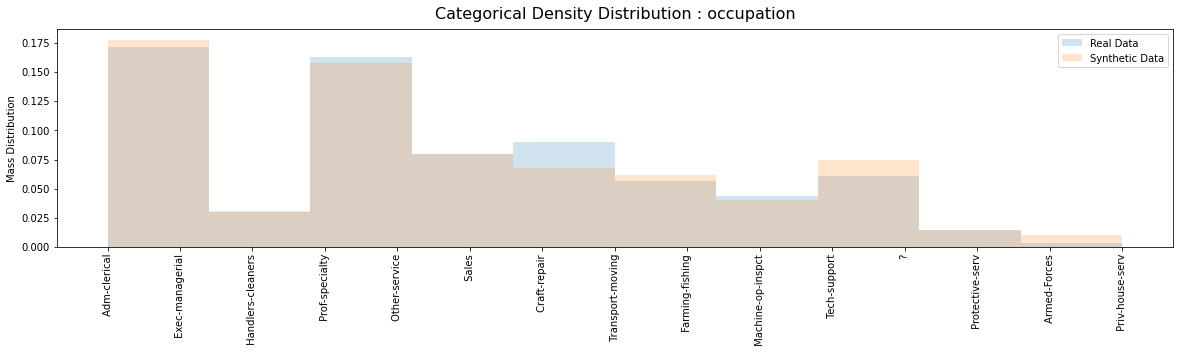 Categorical Density Distribution : occupation
Real Data
Synthetic Data
Mass Distribution
0.175
0.150
0.125
0.100
0.075
0.050
0.025
0.000
Adm-clerical
Exec-managerial
Handlers-cleaners
Prof-specialty
Other-service
Sales
Craft-repair
Transport-moving
Farming-fishing
Machine-op-inspct
Tech-support
?
Protective-serv
Armed-Forces
Priv-house-serv